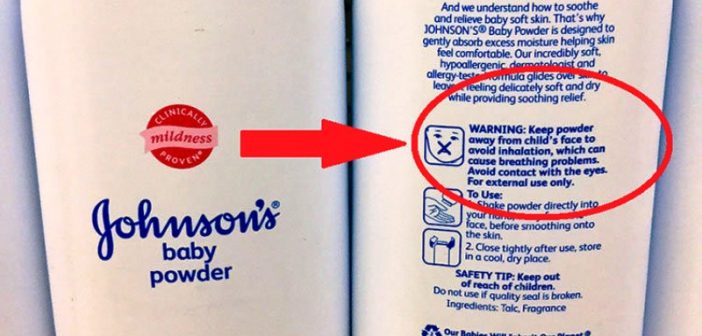 CLINICALLY
mildness
PROVEN
Johnson's®
baby
powder
And we understand how to soothe
and relieve baby soft skin. That's why
JOHNSON'S® Baby Powder is designed to
gently absorb excess moisture helping skin
feel comfortable. Our incredibly soft,
hypoallergenic, dermatologist and
allergy-tested formula glides over skin to
leave feeling delicately soft and dry
while providing soothing relief.
WARNING: Keep powder
away from child's face to
avoid inhalation, which can
cause breathing problems.
Avoid contact with the eyes.
For external use only.
To Use:
Shake powder directly into
your
face, before smoothing onto
the skin.
2. Close tightly after use, store
in a cool, dry place.
SAFETY TIP: Keep out
of reach of children.
Do not use if quality seal is broken.
Ingredients: Talc, Fragrance
Our Babies Will Inherit Our Planet